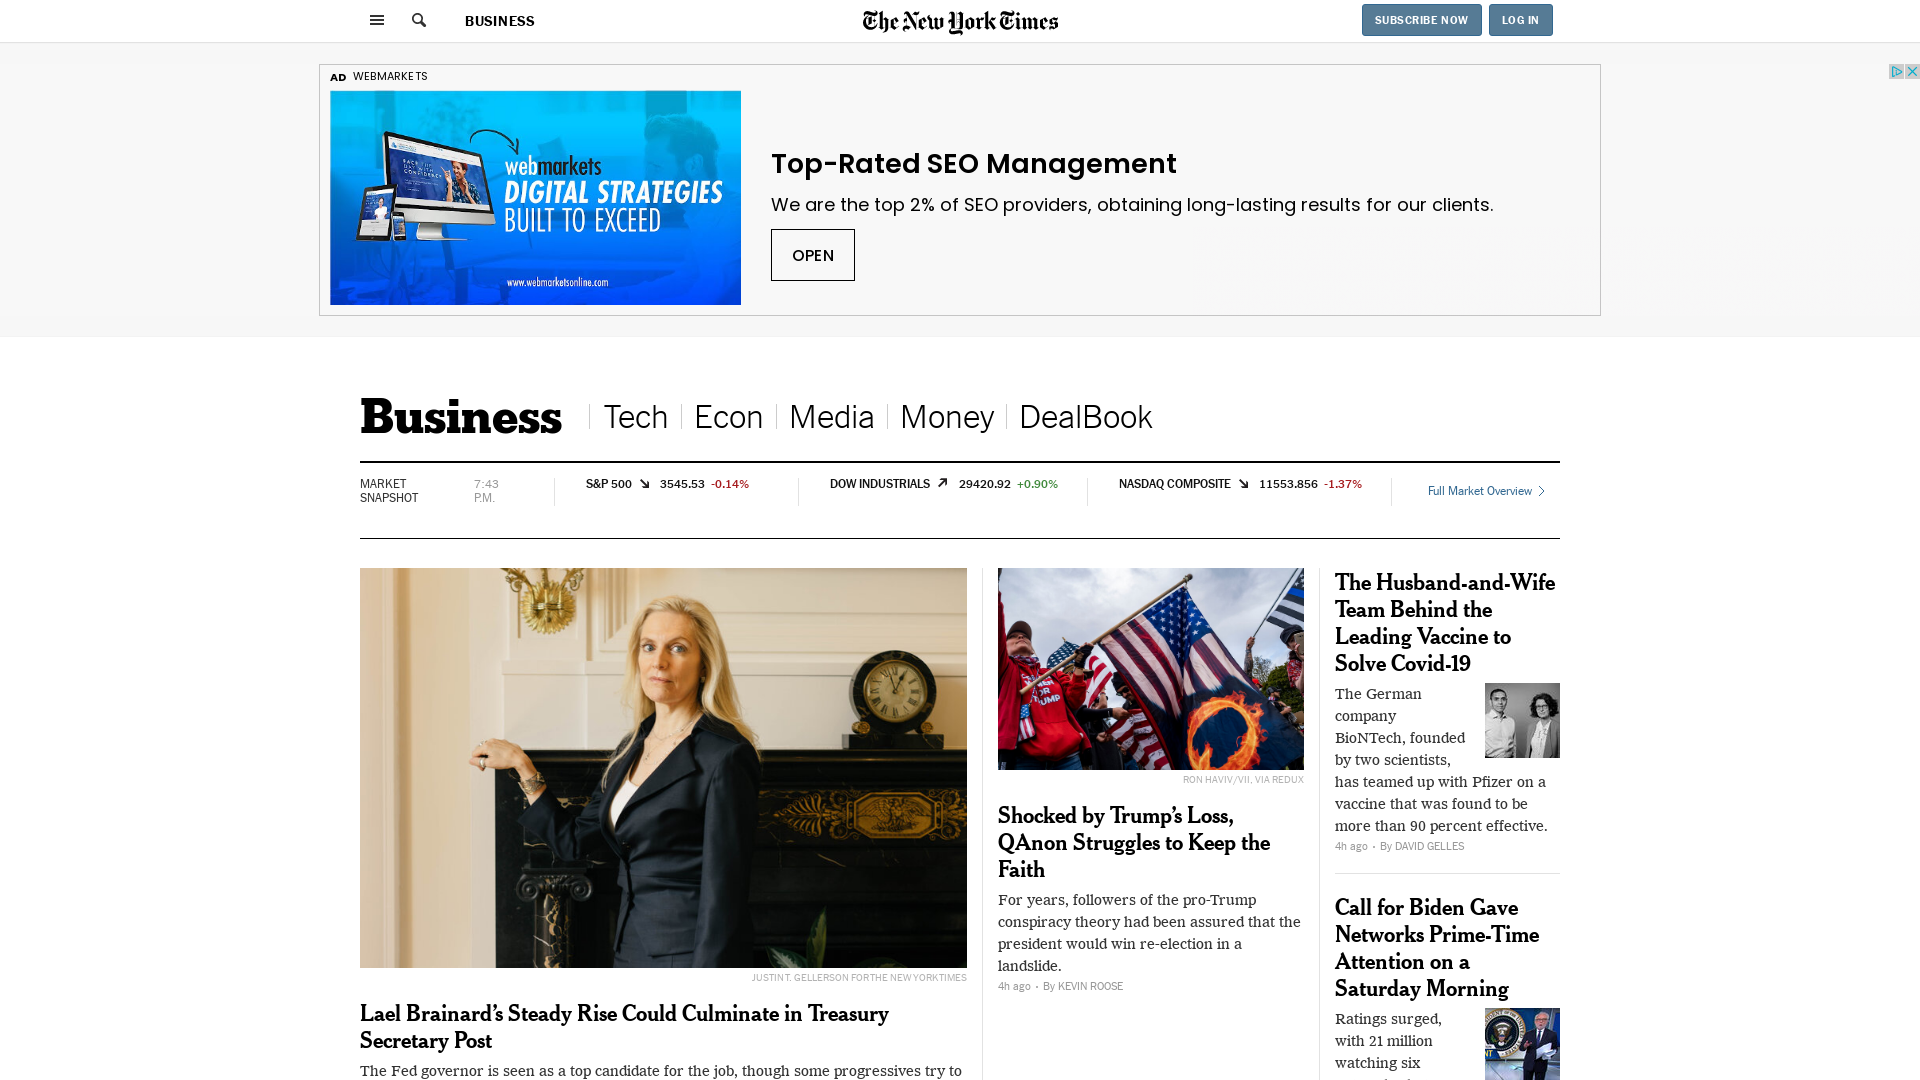 BUSINESS
The New York Times
SUBSCRIBE NOW
LOG IN
AD WEBMARKETS
webmarkets
DIGITAL STRATEGIES
BUILT TO EXCEED
www.webmarketsonline.com
Top-Rated SEO Management
We are the top 2% of SEO providers, obtaining long-lasting results for our clients.
OPEN
Business
Tech
Econ
Media
Money
DealBook
MARKET
SNAPSHOT
7:43
P.M.
S&P 500 3545.53 -0.14%
DOW INDUSTRIALS 29420.92 +0.90%
NASDAQ COMPOSITE 11553.856 -1.37%
Full Market Overview
JUSTIN T. GELLERSON FOR THE NEW YORK TIMES
Lael Brainard’s Steady Rise Could Culminate in Treasury
Secretary Post
The Fed governor is seen as a top candidate for the job, though some progressives try to
RON HAVIV/VII, VIA REDUX
Shocked by Trump’s Loss,
QAnon Struggles to Keep the
Faith
For years, followers of the pro-Trump
conspiracy theory had been assured that the
president would win re-election in a
landslide.
4h ago · By KEVIN ROOSE
The Husband-and-Wife
Team Behind the
Leading Vaccine to
Solve Covid-19
The German
company
BioNTech, founded
by two scientists,
has teamed up with Pfizer on a
vaccine that was found to be
more than 90 percent effective.
4h ago · By DAVID GELLES
Call for Biden Gave
Networks Prime-Time
Attention on a
Saturday Morning
Ratings surged,
with 21 million
watching six